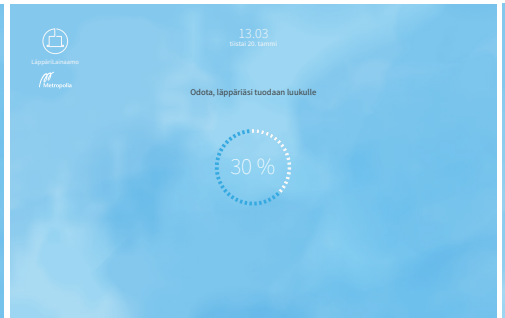 13.03
tiistai 20. tammi
Läppärilainaamo
Metropolia
Odota, läppäriäsi tuodaan luukulle
30 %